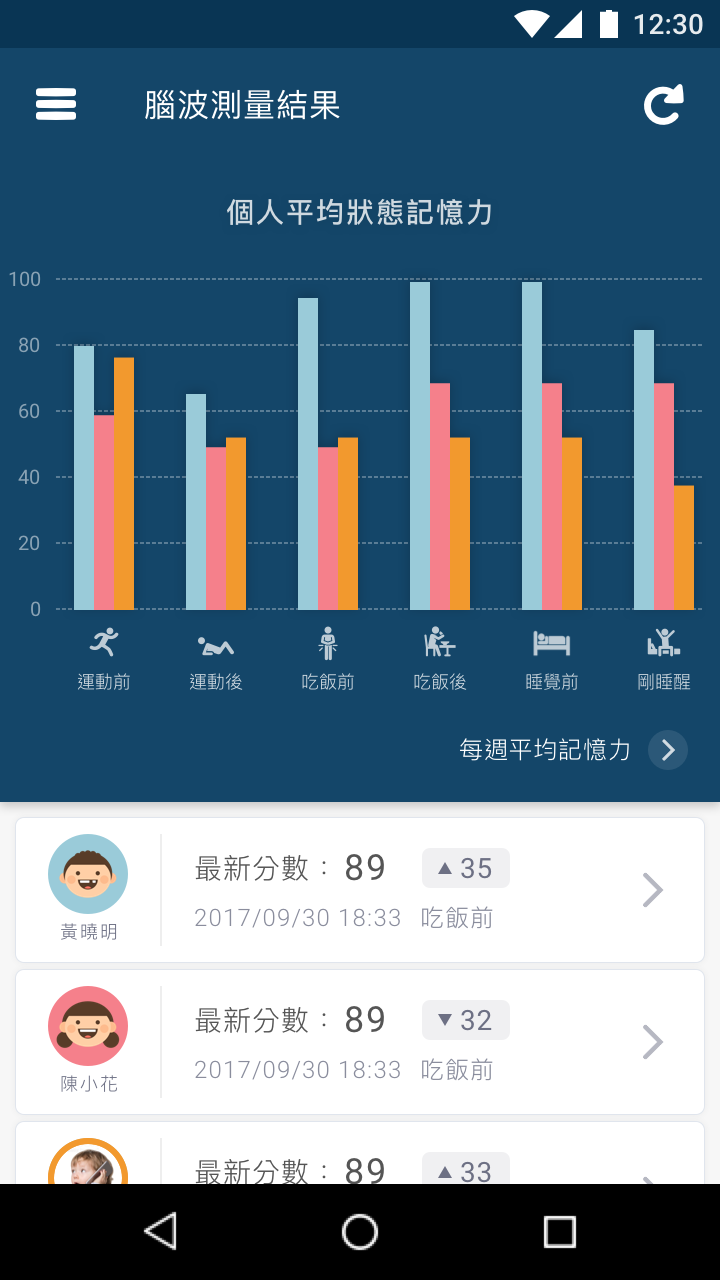 12:30
腦波測量結果
個人平均狀態記憶力
100
80
60
40
20
0
運動前 運動後 吃飯前 吃飯後 睡覺前 剛睡醒
每週平均記憶力
最新分數： 89 ▲ 35
2017/09/30 18:33 吃飯前
黃曉明
最新分數： 89 ▼ 32
2017/09/30 18:33 吃飯前
陳小花
最新分數： 89 ▲ 33